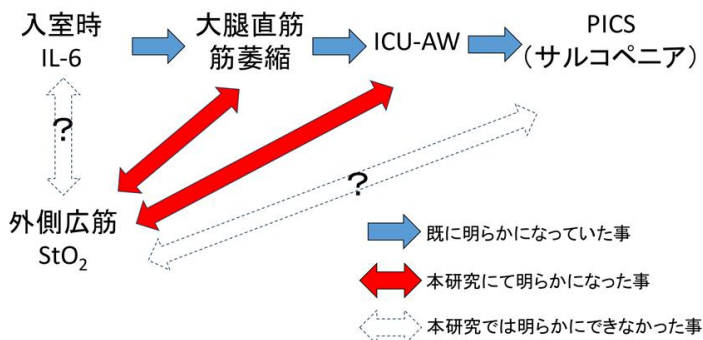 入室時
IL-6
大腿直筋
筋萎縮
ICU-AW
PICS
（サルコペニア）
?
?
外側広筋
StO₂
既に明らかになっていた事
本研究にて明らかになった事
本研究では明らかにできなかった事